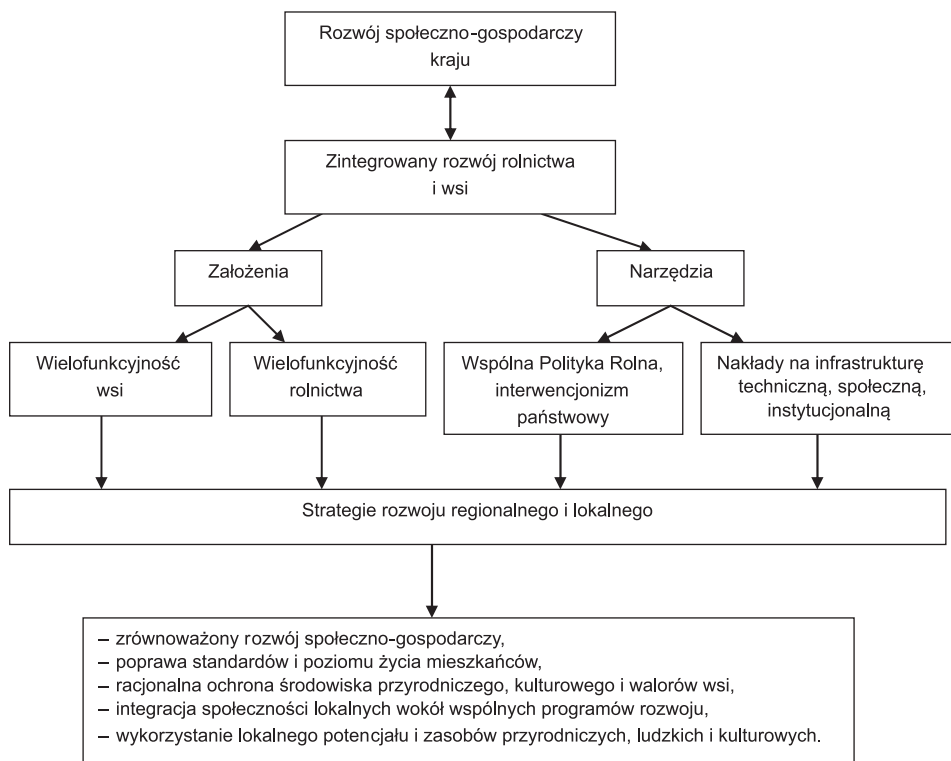 Rozwój społeczno-gospodarczy
kraju
Zintegrowany rozwój rolnictwa
i wsi
Założenia
Narzędzia
Wielofunkcyjność
wsi
Wielofunkcyjność
rolnictwa
Wspólna Polityka Rolna,
interwencjonizm
państwowy
Nakłady na infrastrukturę
techniczną, społeczną,
instytucjonalną
Strategie rozwoju regionalnego i lokalnego
– zrównoważony rozwój społeczno-gospodarczy,
– poprawa standardów i poziomu życia mieszkańców,
– racjonalna ochrona środowiska przyrodniczego, kulturowego i walorów wsi,
– integracja społeczności lokalnych wokół wspólnych programów rozwoju,
– wykorzystanie lokalnego potencjału i zasobów przyrodniczych, ludzkich i kulturowych.